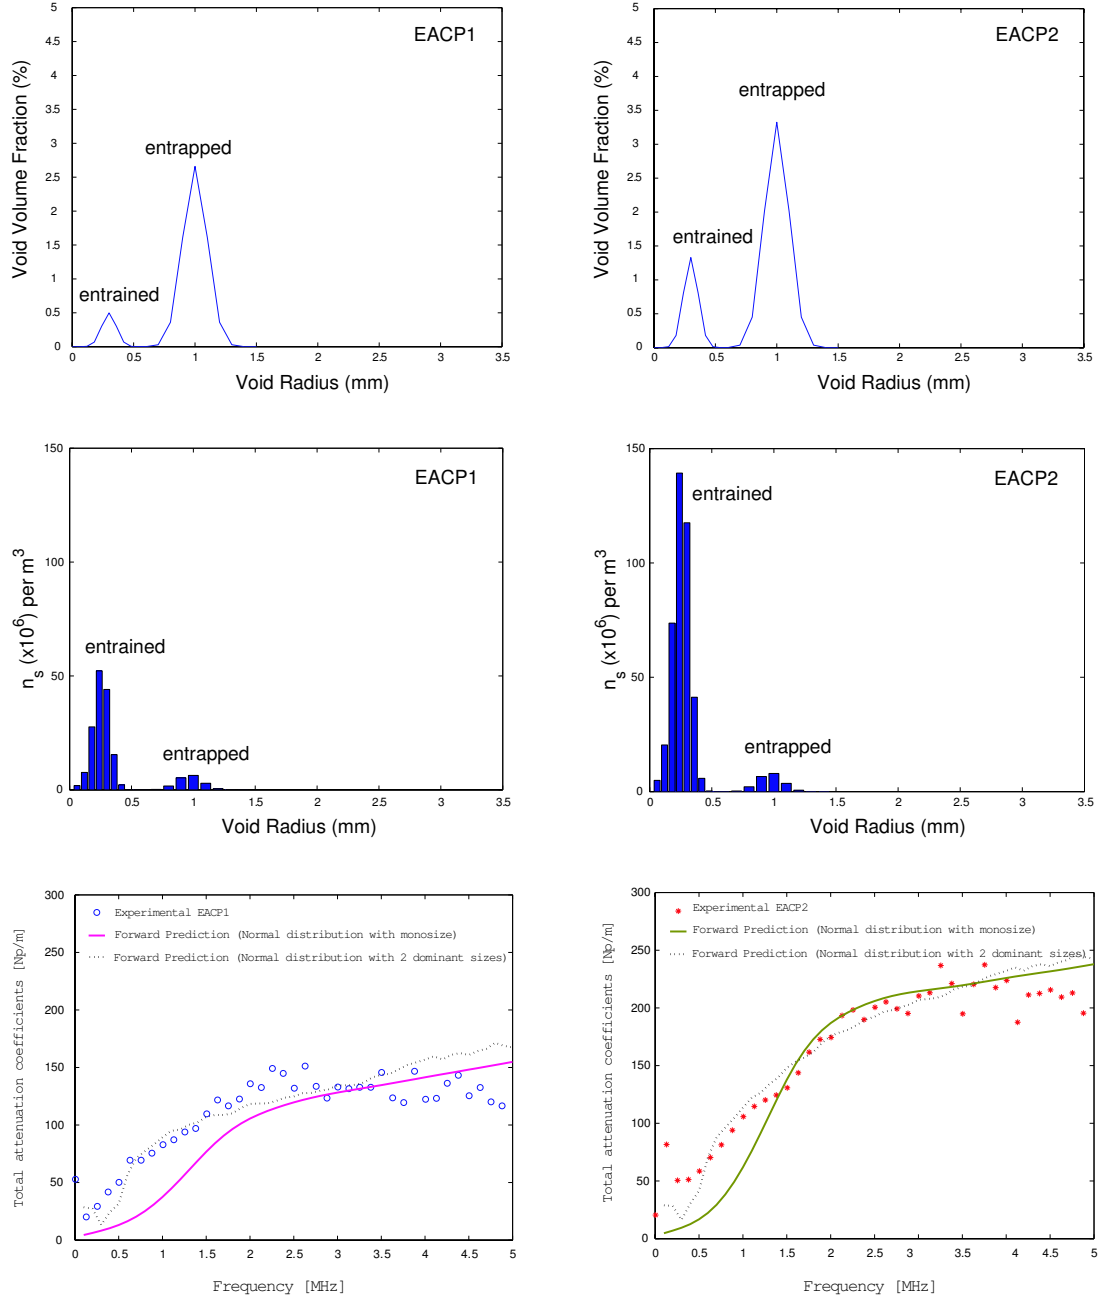 EACP1
entrapped
entrained
Void Volume Fraction (%)
5
4.5
4
3.5
3
2.5
2
1.5
1
0.5
0
0 0.5 1 1.5 2 2.5 3 3.5
Void Radius (mm)
EACP2
entrapped
entrained
Void Volume Fraction (%)
5
4.5
4
3.5
3
2.5
2
1.5
1
0.5
0
0 0.5 1 1.5 2 2.5 3 3.5
Void Radius (mm)
EACP1
entrained
entrapped
n_s (x10^6) per m^3
150
100
50
0
0 0.5 1 1.5 2 2.5 3 3.5
Void Radius (mm)
EACP2
entrained
entrapped
n_s (x10^6) per m^3
150
100
50
0
0 0.5 1 1.5 2 2.5 3 3.5
Void Radius (mm)
Total attenuation coefficients [Np/m]
300
250
200
150
100
50
0
Experimental EACP1
Forward Prediction (Normal distribution with monosize)
Forward Prediction (Normal distribution with 2 dominant sizes)
0 0.5 1 1.5 2 2.5 3 3.5 4 4.5 5
Frequency [MHz]
Total attenuation coefficients [Np/m]
300
250
200
150
100
50
0
Experimental EACP2
Forward Prediction (Normal distribution with monosize)
Forward Prediction (Normal distribution with 2 dominant sizes)
0 0.5 1 1.5 2 2.5 3 3.5 4 4.5 5
Frequency [MHz]